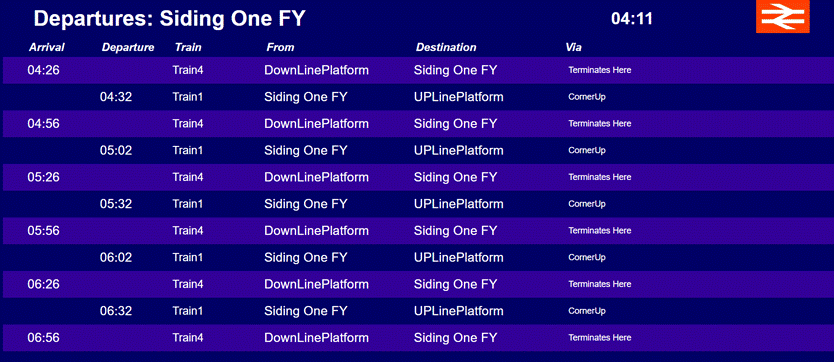 Departures: Siding One FY 04:11
Arrival Departure Train From Destination Via
04:26 Train4 DownLinePlatform Siding One FY Terminates Here
04:32 Train1 Siding One FY UPLinePlatform CornerUp
04:56 Train4 DownLinePlatform Siding One FY Terminates Here
05:02 Train1 Siding One FY UPLinePlatform CornerUp
05:26 Train4 DownLinePlatform Siding One FY Terminates Here
05:32 Train1 Siding One FY UPLinePlatform CornerUp
05:56 Train4 DownLinePlatform Siding One FY Terminates Here
06:02 Train1 Siding One FY UPLinePlatform CornerUp
06:26 Train4 DownLinePlatform Siding One FY Terminates Here
06:32 Train1 Siding One FY UPLinePlatform CornerUp
06:56 Train4 DownLinePlatform Siding One FY Terminates Here